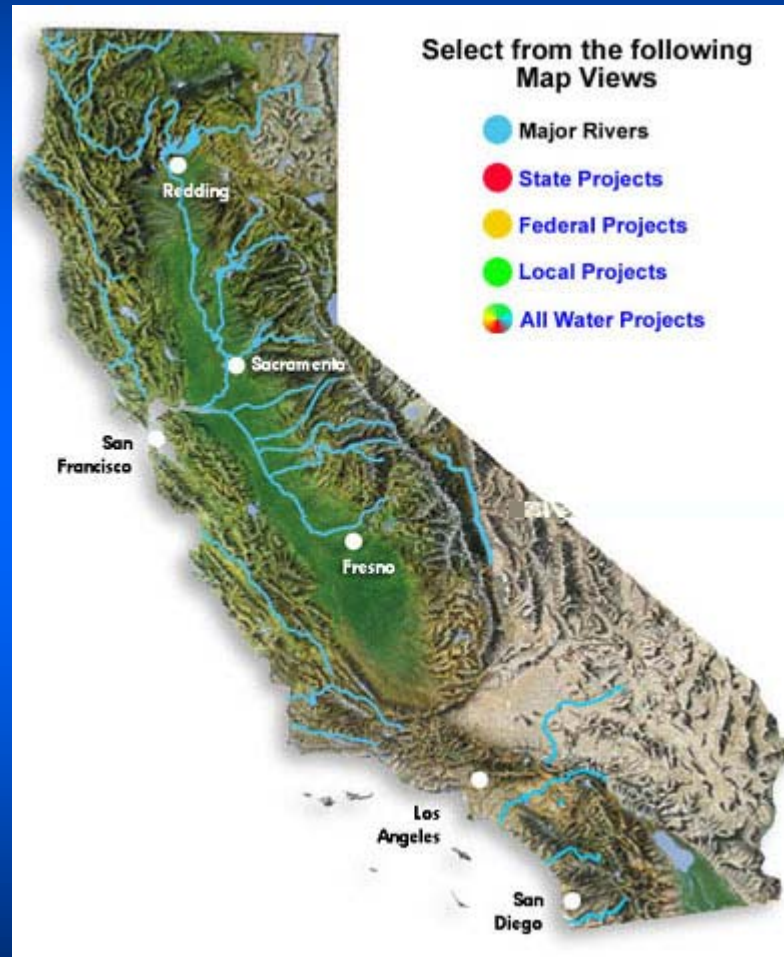 Select from the following
Map Views
Major Rivers
State Projects
Federal Projects
Local Projects
All Water Projects
Redding
Sacramento
San
Francisco
Fresno
Los
Angeles
San
Diego